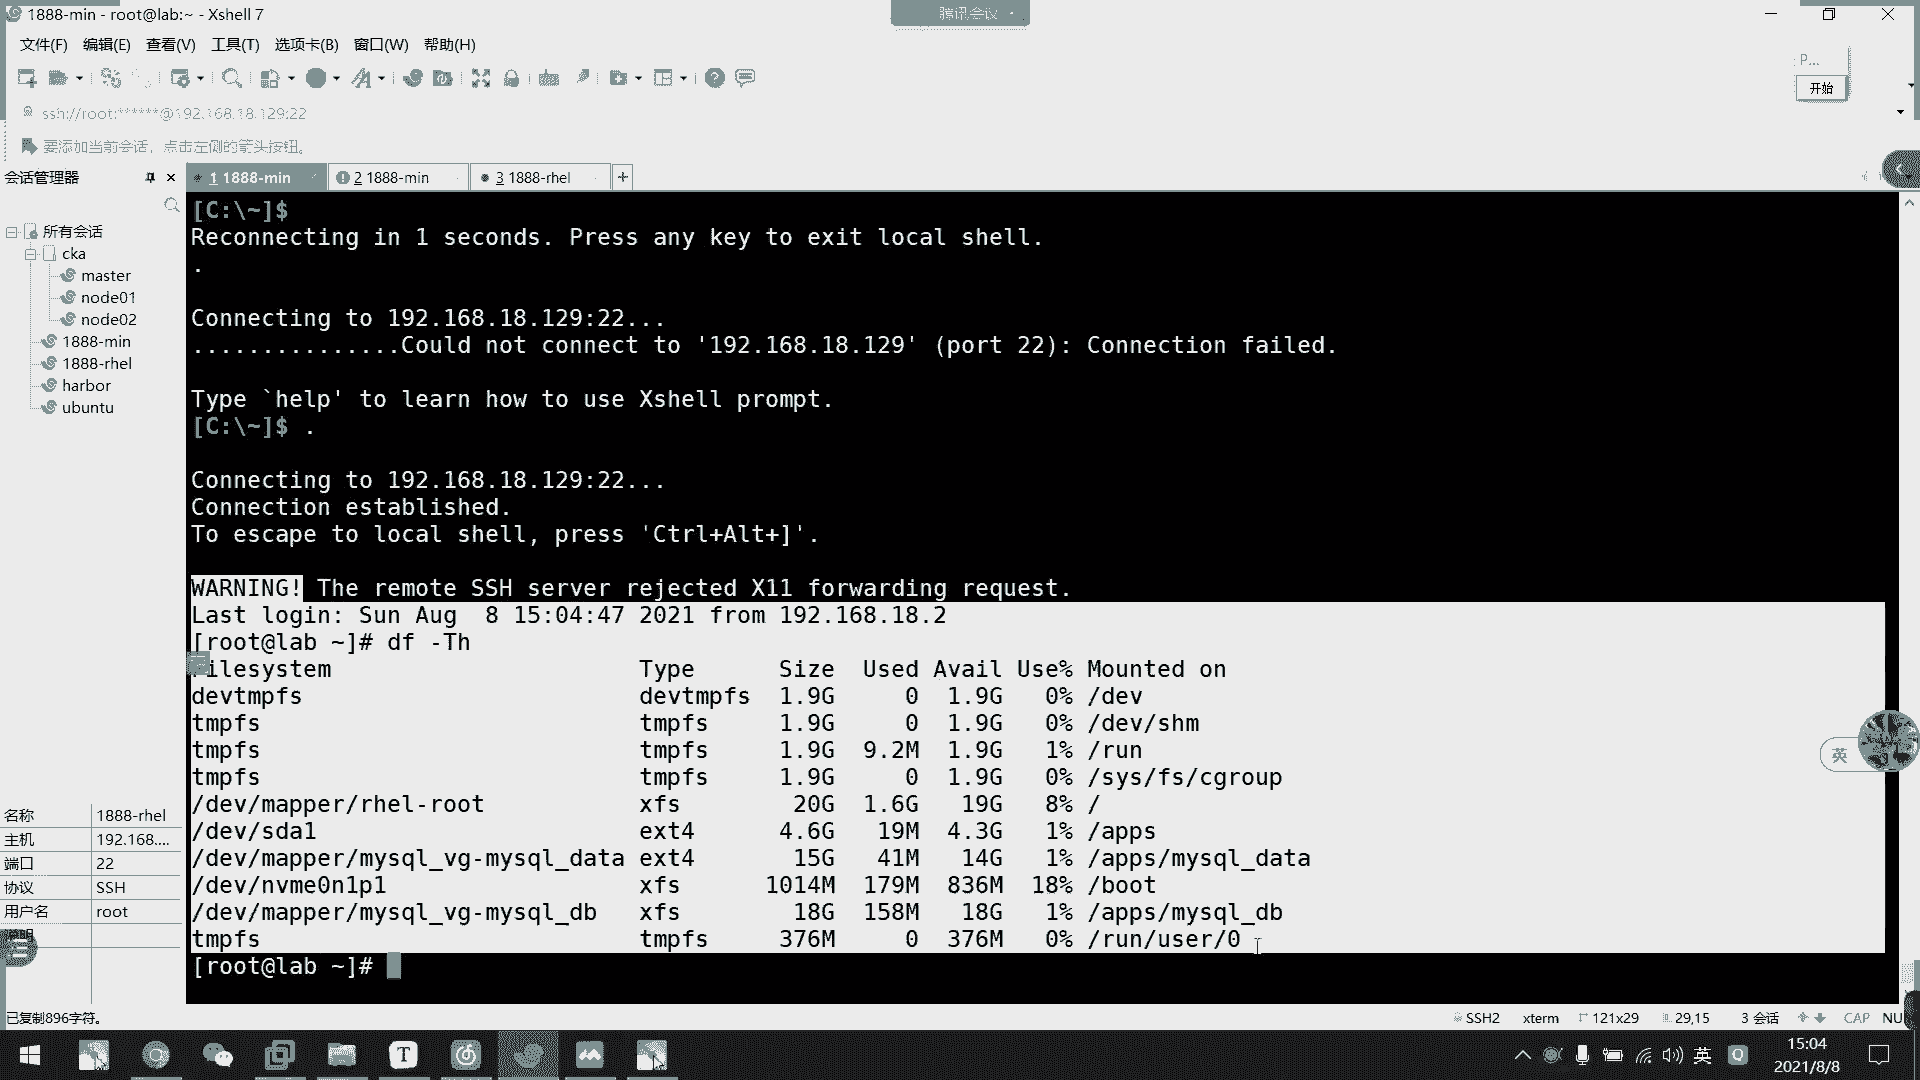 1888-min - root@lab:~ - Xshell 7
腾讯会议
文件(F) 编辑(E) 查看(V) 工具(T) 选项卡(B) 窗口(W) 帮助(H)
P...
开始
ssh://root:******@192.168.18.129:22
要添加当前会话，点击左侧的箭头按钮。
会话管理器
1 1888-min
2 1888-min
3 1888-rhel
所有会话
cka
master
node01
node02
1888-min
1888-rhel
harbor
ubuntu
[C:\~]$
Reconnecting in 1 seconds. Press any key to exit local shell.
.
Connecting to 192.168.18.129:22...
...............Could not connect to '192.168.18.129' (port 22): Connection failed.
Type `help' to learn how to use Xshell prompt.
[C:\~]$ .
Connecting to 192.168.18.129:22...
Connection established.
To escape to local shell, press 'Ctrl+Alt+]'.
WARNING! The remote SSH server rejected X11 forwarding request.
Last login: Sun Aug  8 15:04:47 2021 from 192.168.18.2
[root@lab ~]# df -Th
Filesystem Type Size Used Avail Use% Mounted on
devtmpfs devtmpfs 1.9G 0 1.9G 0% /dev
tmpfs tmpfs 1.9G 0 1.9G 0% /dev/shm
tmpfs tmpfs 1.9G 9.2M 1.9G 1% /run
tmpfs tmpfs 1.9G 0 1.9G 0% /sys/fs/cgroup
/dev/mapper/rhel-root xfs 20G 1.6G 19G 8% /
/dev/sda1 ext4 4.6G 19M 4.3G 1% /apps
/dev/mapper/mysql_vg-mysql_data ext4 15G 41M 14G 1% /apps/mysql_data
/dev/nvme0n1p1 xfs 1014M 179M 836M 18% /boot
/dev/mapper/mysql_vg-mysql_db xfs 18G 158M 18G 1% /apps/mysql_db
tmpfs tmpfs 376M 0 376M 0% /run/user/0
[root@lab ~]#
名称 1888-rhel
主机 192.168....
端口 22
协议 SSH
用户名 root
英
已复制896字符。
SSH2 xterm 121x29 29,15 3 会话 CAP NU
英
15:04
2021/8/8